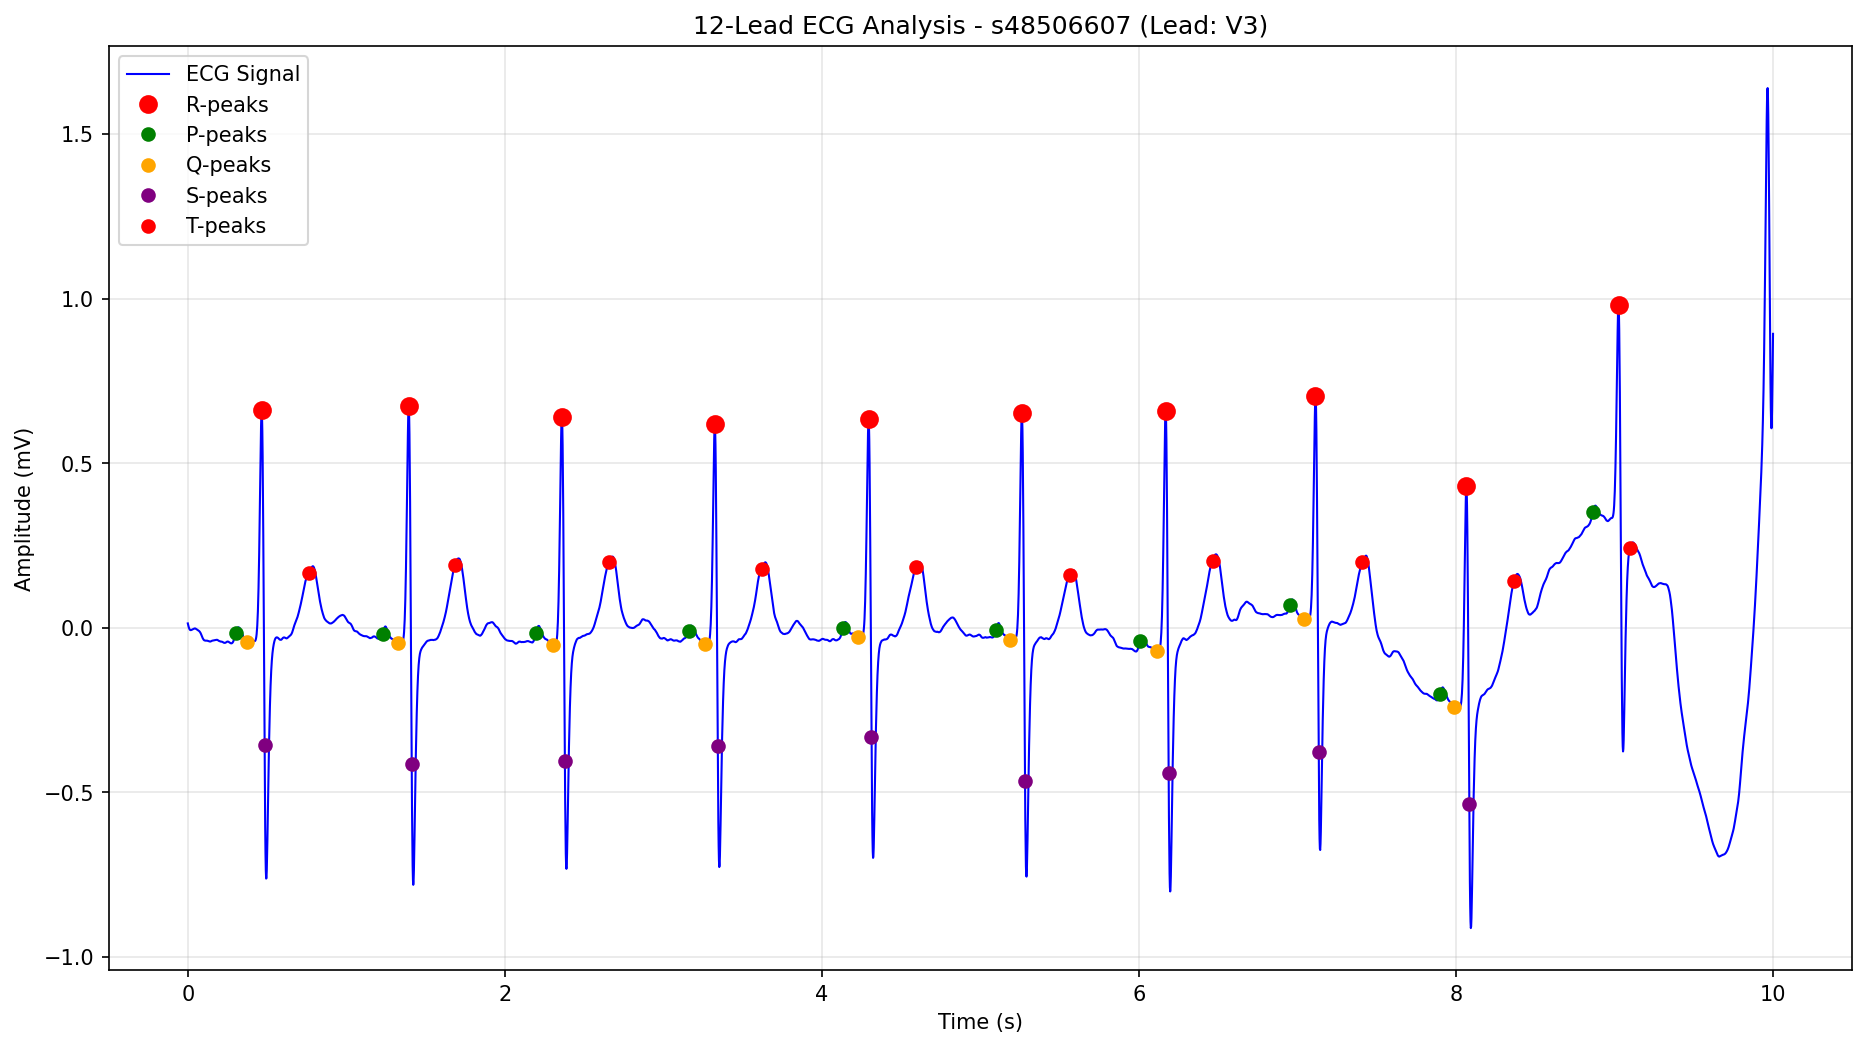 12-Lead ECG Analysis - s48506607 (Lead: V3)
ECG Signal
R-peaks
P-peaks
Q-peaks
S-peaks
T-peaks
Amplitude (mV)
1.5
1.0
0.5
0.0
−0.5
−1.0
0 2 4 6 8 10
Time (s)